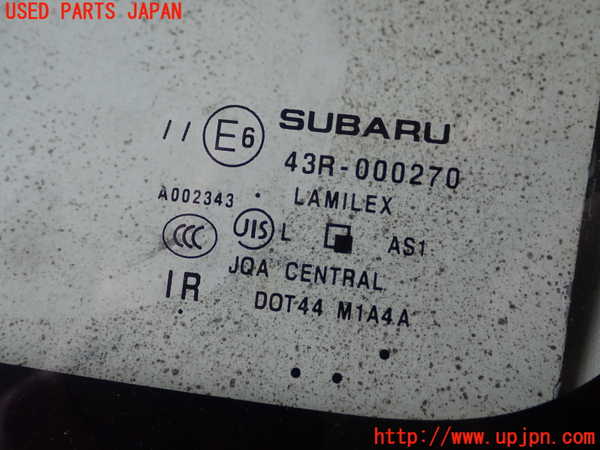 USED PARTS JAPAN
SUBARU
// E6 43R-000270
A002343 · LAMILEX
CCC JIS L AS1
JQA CENTRAL
IR DOT44 M1A4A
http://www.upjpn.com